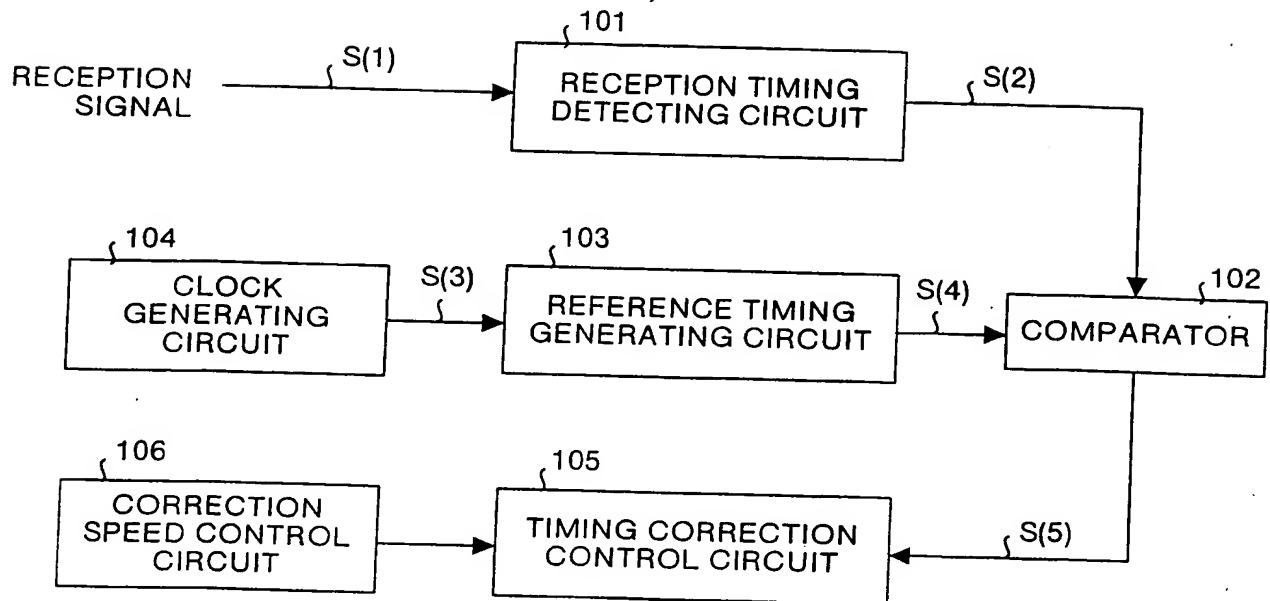 101
RECEPTION
SIGNAL
S(1)
RECEPTION TIMING
DETECTING CIRCUIT
S(2)
104
CLOCK
GENERATING
CIRCUIT
S(3)
103
REFERENCE TIMING
GENERATING CIRCUIT
S(4)
102
COMPARATOR
106
CORRECTION
SPEED CONTROL
CIRCUIT
105
TIMING CORRECTION
CONTROL CIRCUIT
S(5)